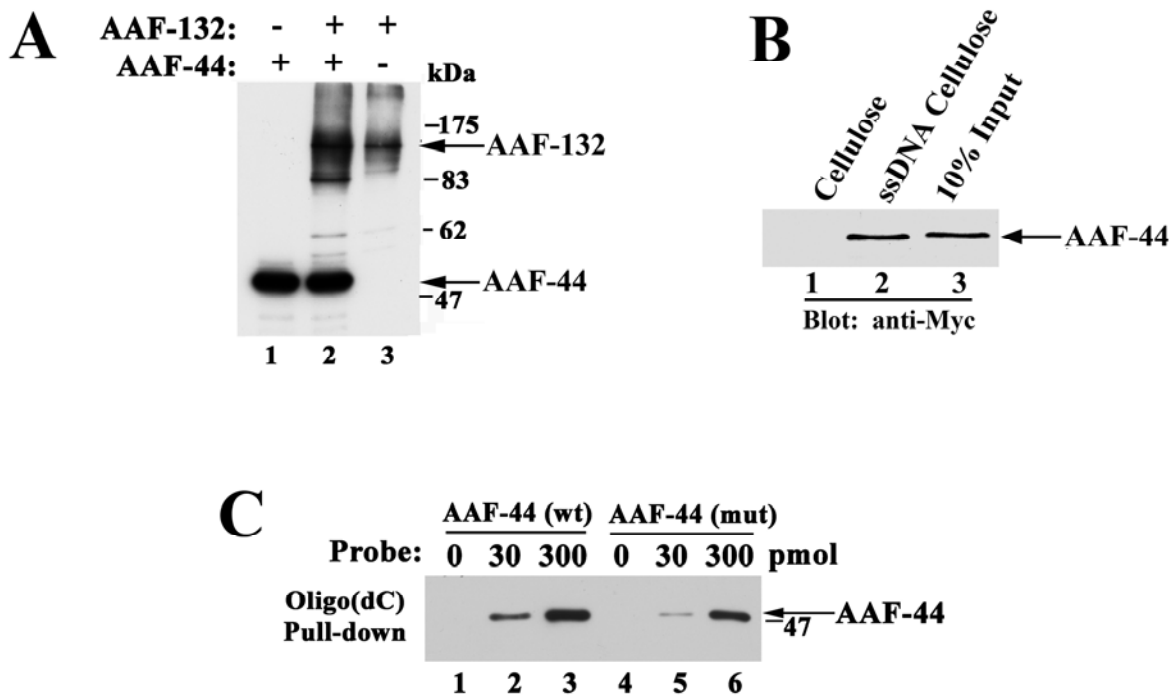 A
AAF-132: - + +
AAF-44: + + -
kDa
175
AAF-132
83
62
AAF-44
47
1 2 3
B
Cellulose
ssDNA Cellulose
10% Input
AAF-44
1 2 3
Blot: anti-Myc
C
AAF-44 (wt) AAF-44 (mut)
Probe: 0 30 300 0 30 300 pmol
Oligo(dC)
Pull-down
AAF-44
47
1 2 3 4 5 6